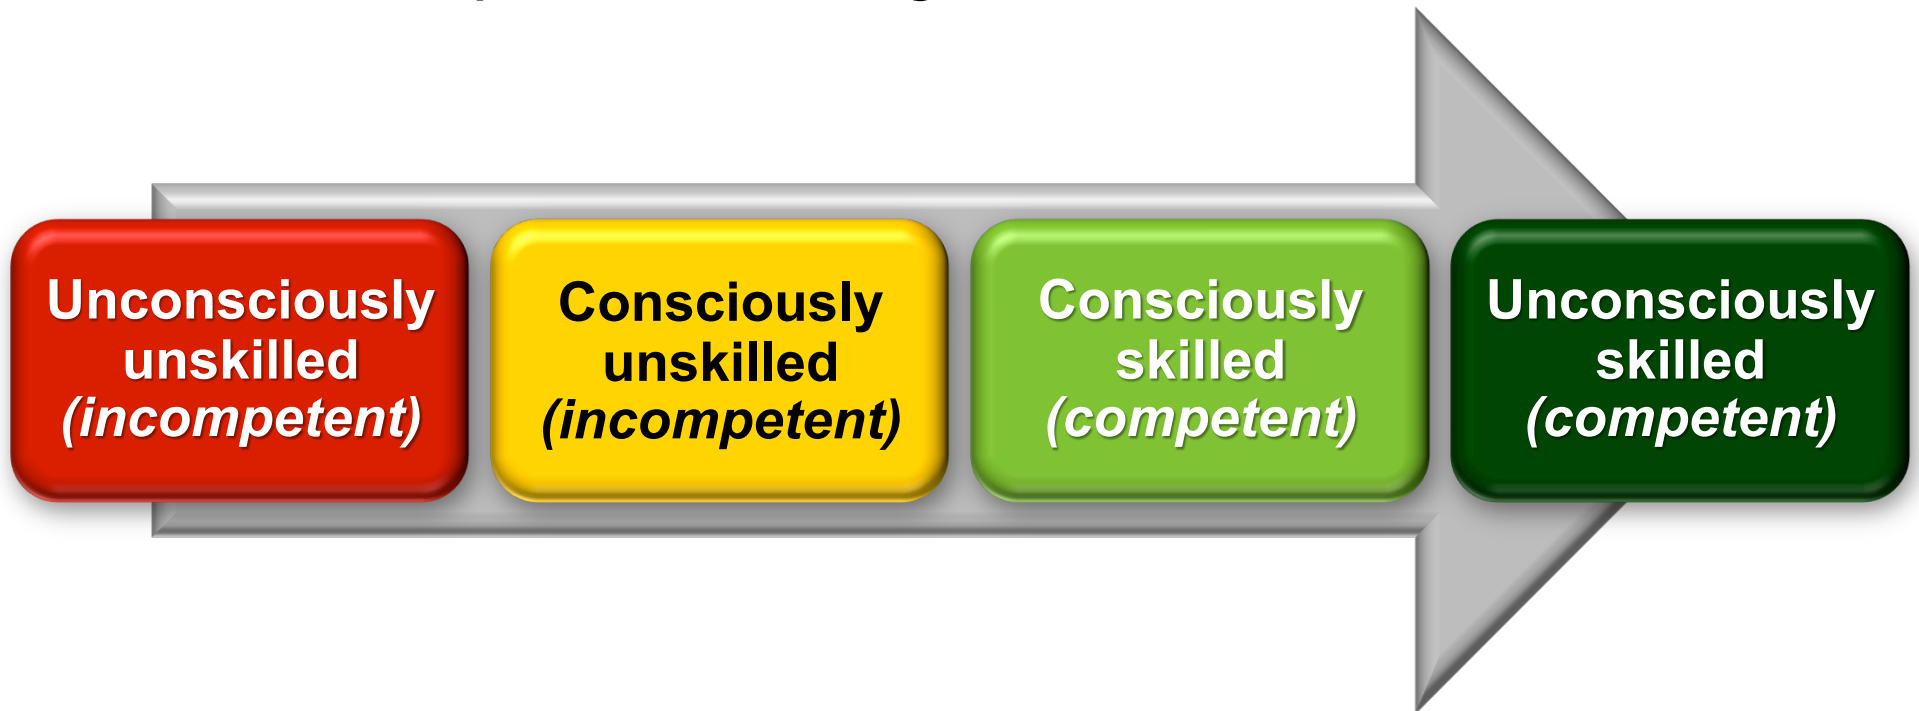 Unconsciously
unskilled
(incompetent)
Consciously
unskilled
(incompetent)
Consciously
skilled
(competent)
Unconsciously
skilled
(competent)